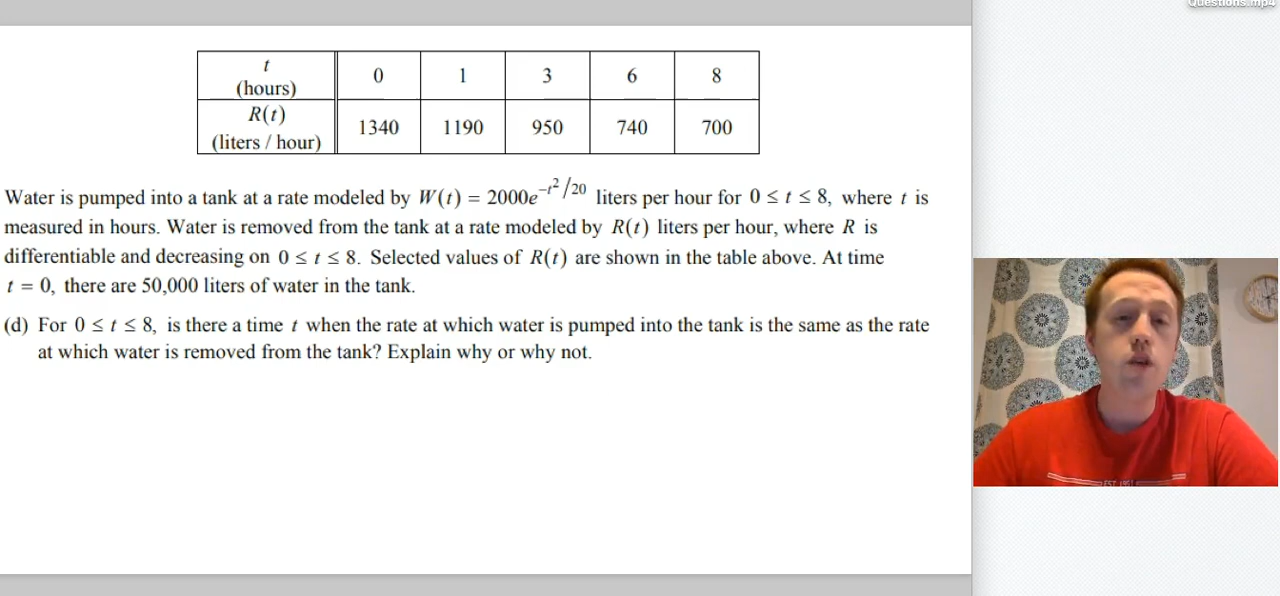 Questions.mp4
t (hours) 0 1 3 6 8
R(t) (liters / hour) 1340 1190 950 740 700
Water is pumped into a tank at a rate modeled by W(t) = 2000e^{-t²/20} liters per hour for 0 ≤ t ≤ 8, where t is
measured in hours. Water is removed from the tank at a rate modeled by R(t) liters per hour, where R is
differentiable and decreasing on 0 ≤ t ≤ 8. Selected values of R(t) are shown in the table above. At time
t = 0, there are 50,000 liters of water in the tank.
(d) For 0 ≤ t ≤ 8, is there a time t when the rate at which water is pumped into the tank is the same as the rate
at which water is removed from the tank? Explain why or why not.